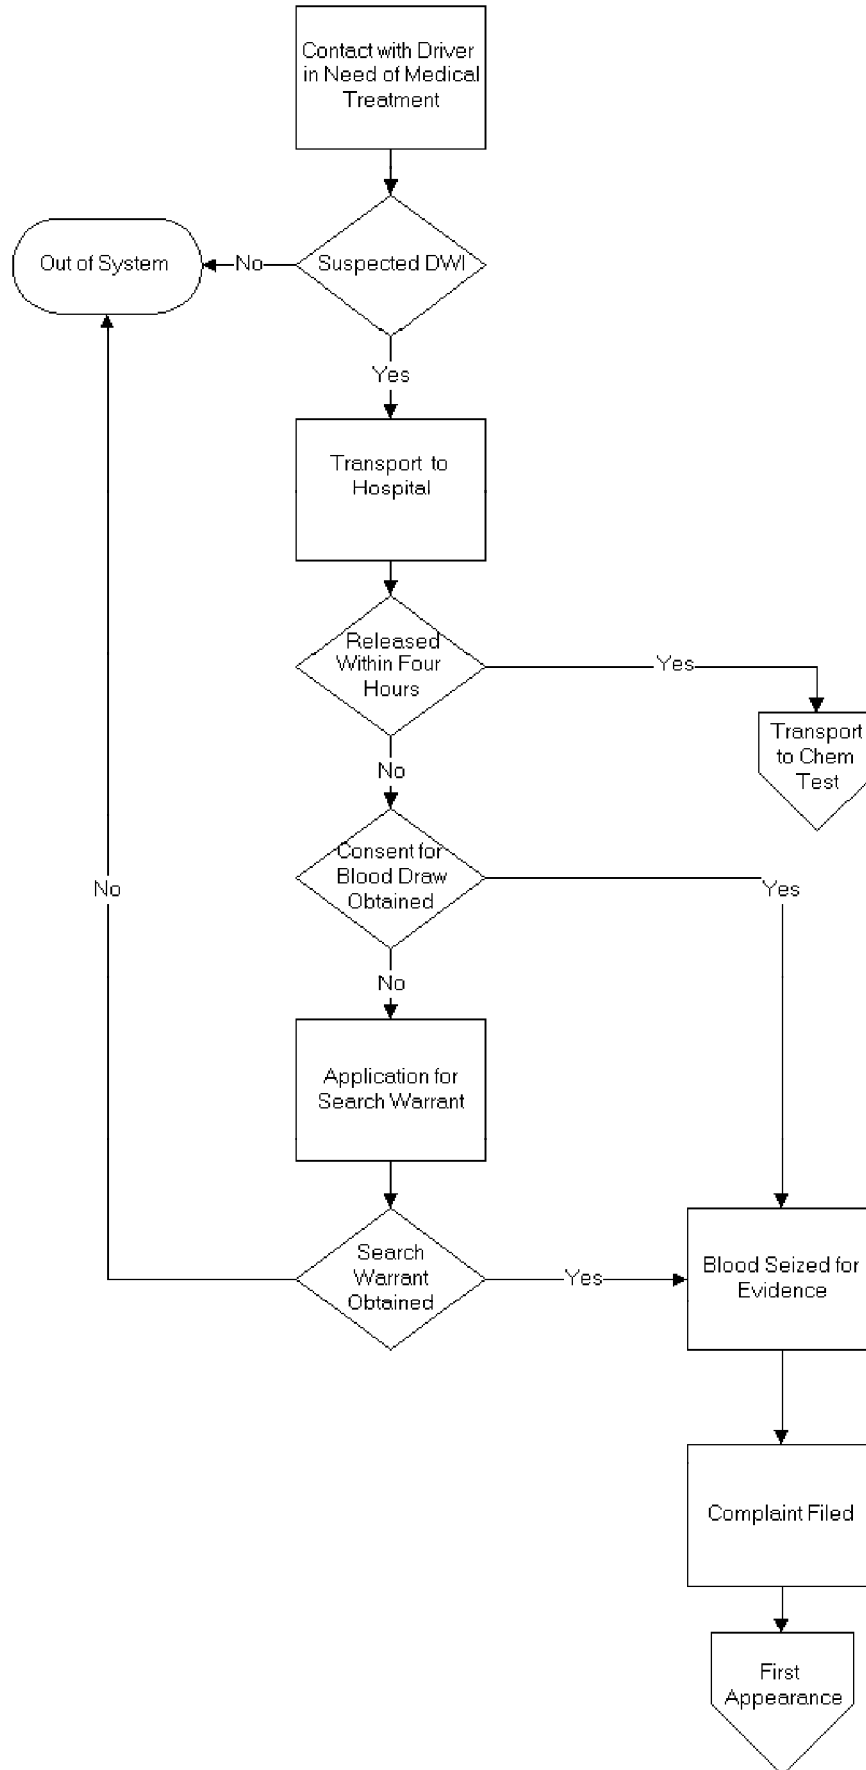 Contact with Driver
in Need of Medical
Treatment
Out of System
No
Suspected DWI
Yes
Transport to
Hospital
Released
Within Four
Hours
Yes
Transport
to Chem
Test
No
Consent for
Blood Draw
Obtained
No
Yes
No
Application for
Search Warrant
Search
Warrant
Obtained
Yes
Blood Seized for
Evidence
Complaint Filed
First
Appearance